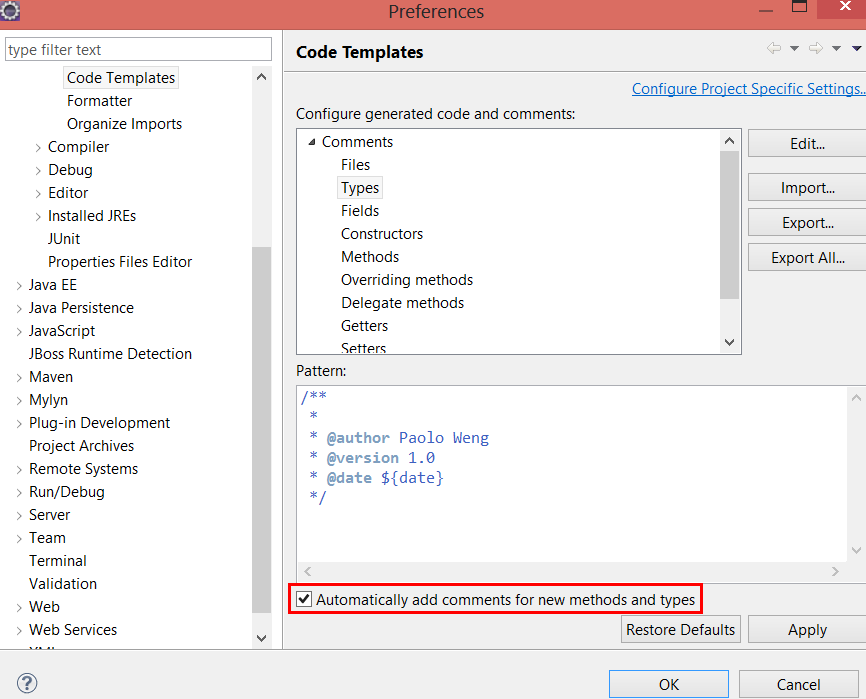 Preferences
type filter text
Code Templates
Formatter
Organize Imports
Compiler
Debug
Editor
Installed JREs
JUnit
Properties Files Editor
Java EE
Java Persistence
JavaScript
JBoss Runtime Detection
Maven
Mylyn
Plug-in Development
Project Archives
Remote Systems
Run/Debug
Server
Team
Terminal
Validation
Web
Web Services
Code Templates
Configure Project Specific Settings..
Configure generated code and comments:
Comments
Files
Types
Fields
Constructors
Methods
Overriding methods
Delegate methods
Getters
Setters
Edit...
Import...
Export...
Export All...
Pattern:
/**
*
* @author Paolo Weng
* @version 1.0
* @date ${date}
*/
Automatically add comments for new methods and types
Restore Defaults
Apply
?
OK
Cancel